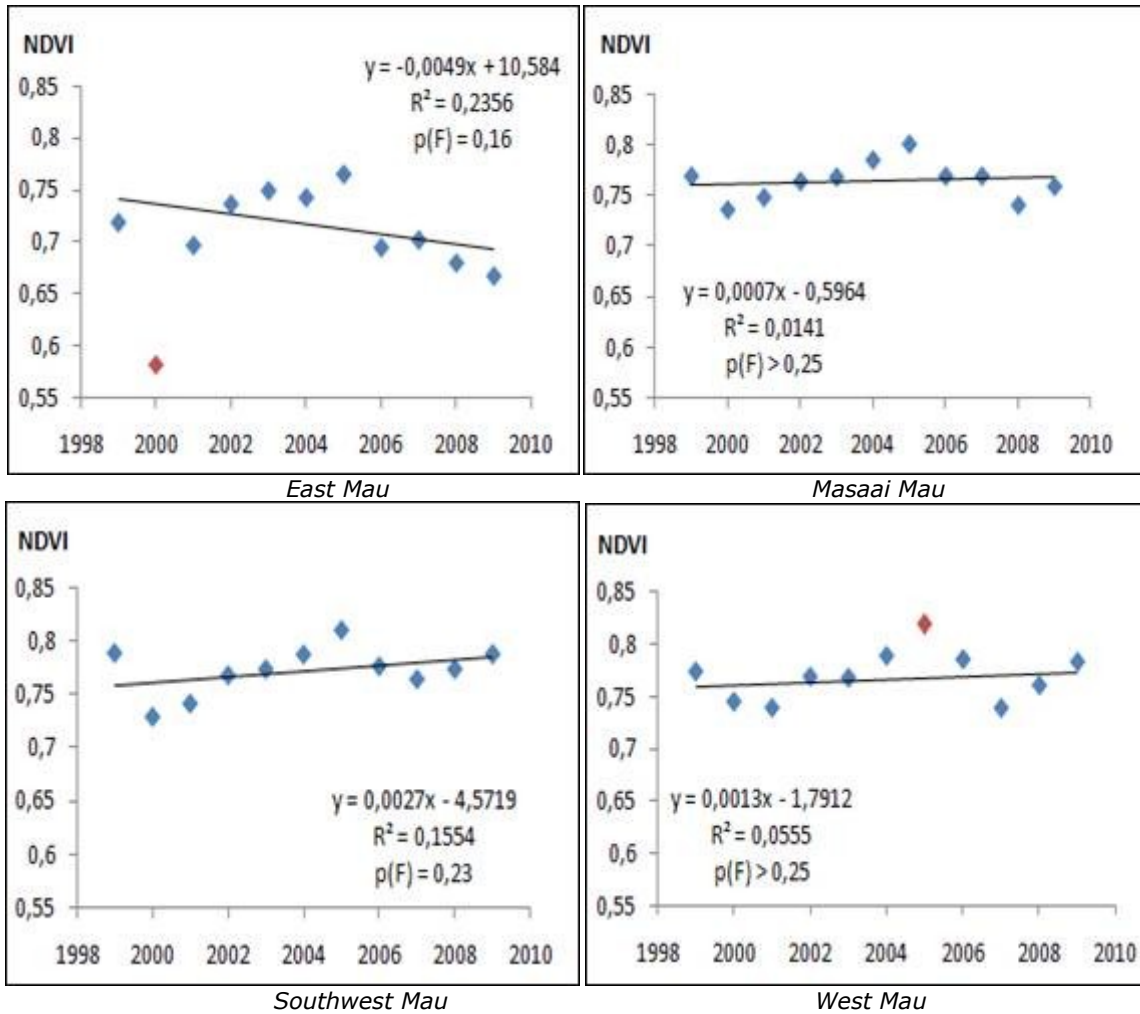 NDVI
y = -0,0049x + 10,584
R² = 0,2356
p(F) = 0,16
0,85
0,8
0,75
0,7
0,65
0,6
0,55
1998 2000 2002 2004 2006 2008 2010
East Mau
NDVI
0,85
0,8
0,75
0,7
0,65
0,6
0,55
y = 0,0007x - 0,5964
R² = 0,0141
p(F) > 0,25
1998 2000 2002 2004 2006 2008 2010
Masaai Mau
NDVI
0,85
0,8
0,75
0,7
0,65
0,6
0,55
y = 0,0027x - 4,5719
R² = 0,1554
p(F) = 0,23
1998 2000 2002 2004 2006 2008 2010
Southwest Mau
NDVI
0,85
0,8
0,75
0,7
0,65
0,6
0,55
y = 0,0013x - 1,7912
R² = 0,0555
p(F) > 0,25
1998 2000 2002 2004 2006 2008 2010
West Mau